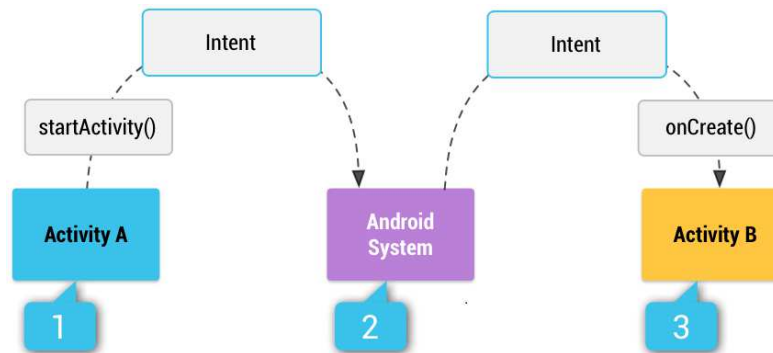 Intent
Intent
startActivity()
onCreate()
Activity A
Android
System
Activity B
1
2
3